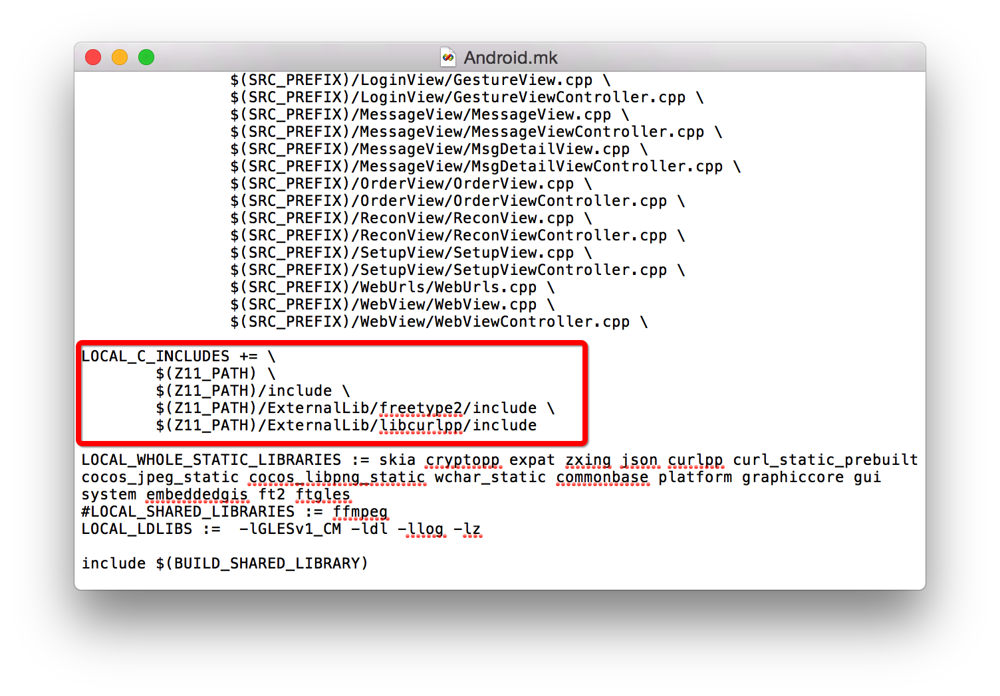 Android.mk
$(SRC_PREFIX)/LoginView/GestureView.cpp \
$(SRC_PREFIX)/LoginView/GestureViewController.cpp \
$(SRC_PREFIX)/MessageView/MessageView.cpp \
$(SRC_PREFIX)/MessageView/MessageViewController.cpp \
$(SRC_PREFIX)/MessageView/MsgDetailView.cpp \
$(SRC_PREFIX)/MessageView/MsgDetailViewController.cpp \
$(SRC_PREFIX)/OrderView/OrderView.cpp \
$(SRC_PREFIX)/OrderView/OrderViewController.cpp \
$(SRC_PREFIX)/ReconView/ReconView.cpp \
$(SRC_PREFIX)/ReconView/ReconViewController.cpp \
$(SRC_PREFIX)/SetupView/SetupView.cpp \
$(SRC_PREFIX)/SetupView/SetupViewController.cpp \
$(SRC_PREFIX)/WebUrls/WebUrls.cpp \
$(SRC_PREFIX)/WebView/WebView.cpp \
$(SRC_PREFIX)/WebView/WebViewController.cpp \
LOCAL_C_INCLUDES += \
$(Z11_PATH) \
$(Z11_PATH)/include \
$(Z11_PATH)/ExternalLib/freetype2/include \
$(Z11_PATH)/ExternalLib/libcurlpp/include
LOCAL_WHOLE_STATIC_LIBRARIES := skia cryptopp expat zxing json curlpp curl_static_prebuilt
cocos_jpeg_static cocos_libpng_static wchar_static commonbase platform graphiccore gui
system embeddedgis ft2 ftgles
#LOCAL_SHARED_LIBRARIES := ffmpeg
LOCAL_LDLIBS :=  -lGLESv1_CM -ldl -llog -lz
include $(BUILD_SHARED_LIBRARY)